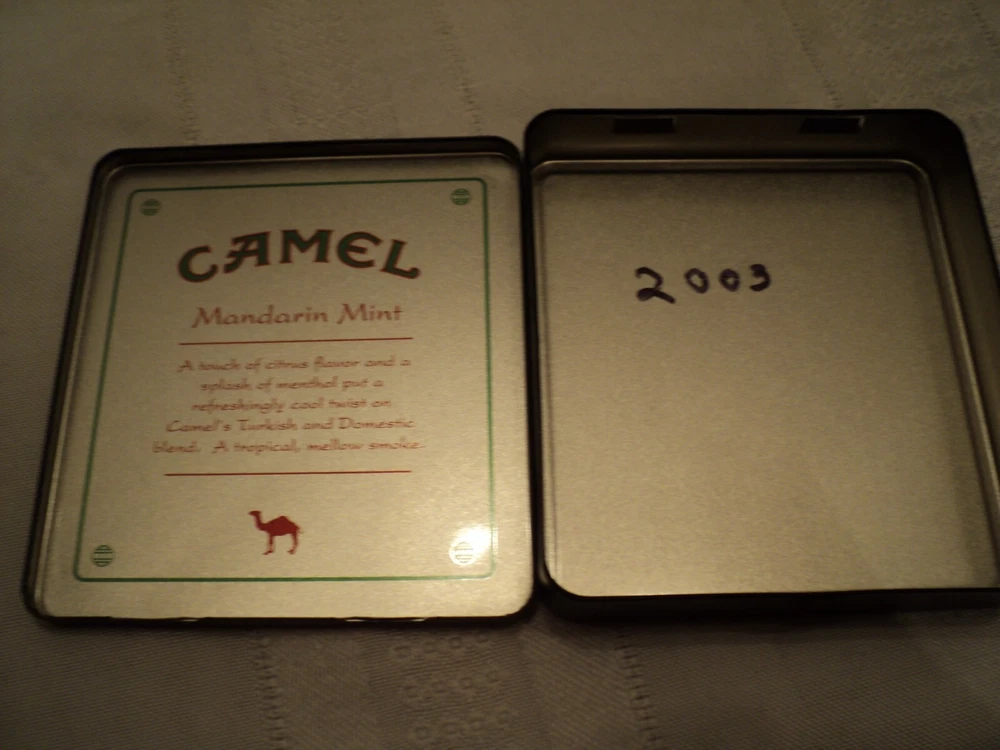 CAMEL
Mandarin Mint
A touch of citrus flavor and a
splash of menthol put a
refreshingly cool twist on
Camel's Turkish and Domestic
blend. A tropical, mellow smoke.
2003